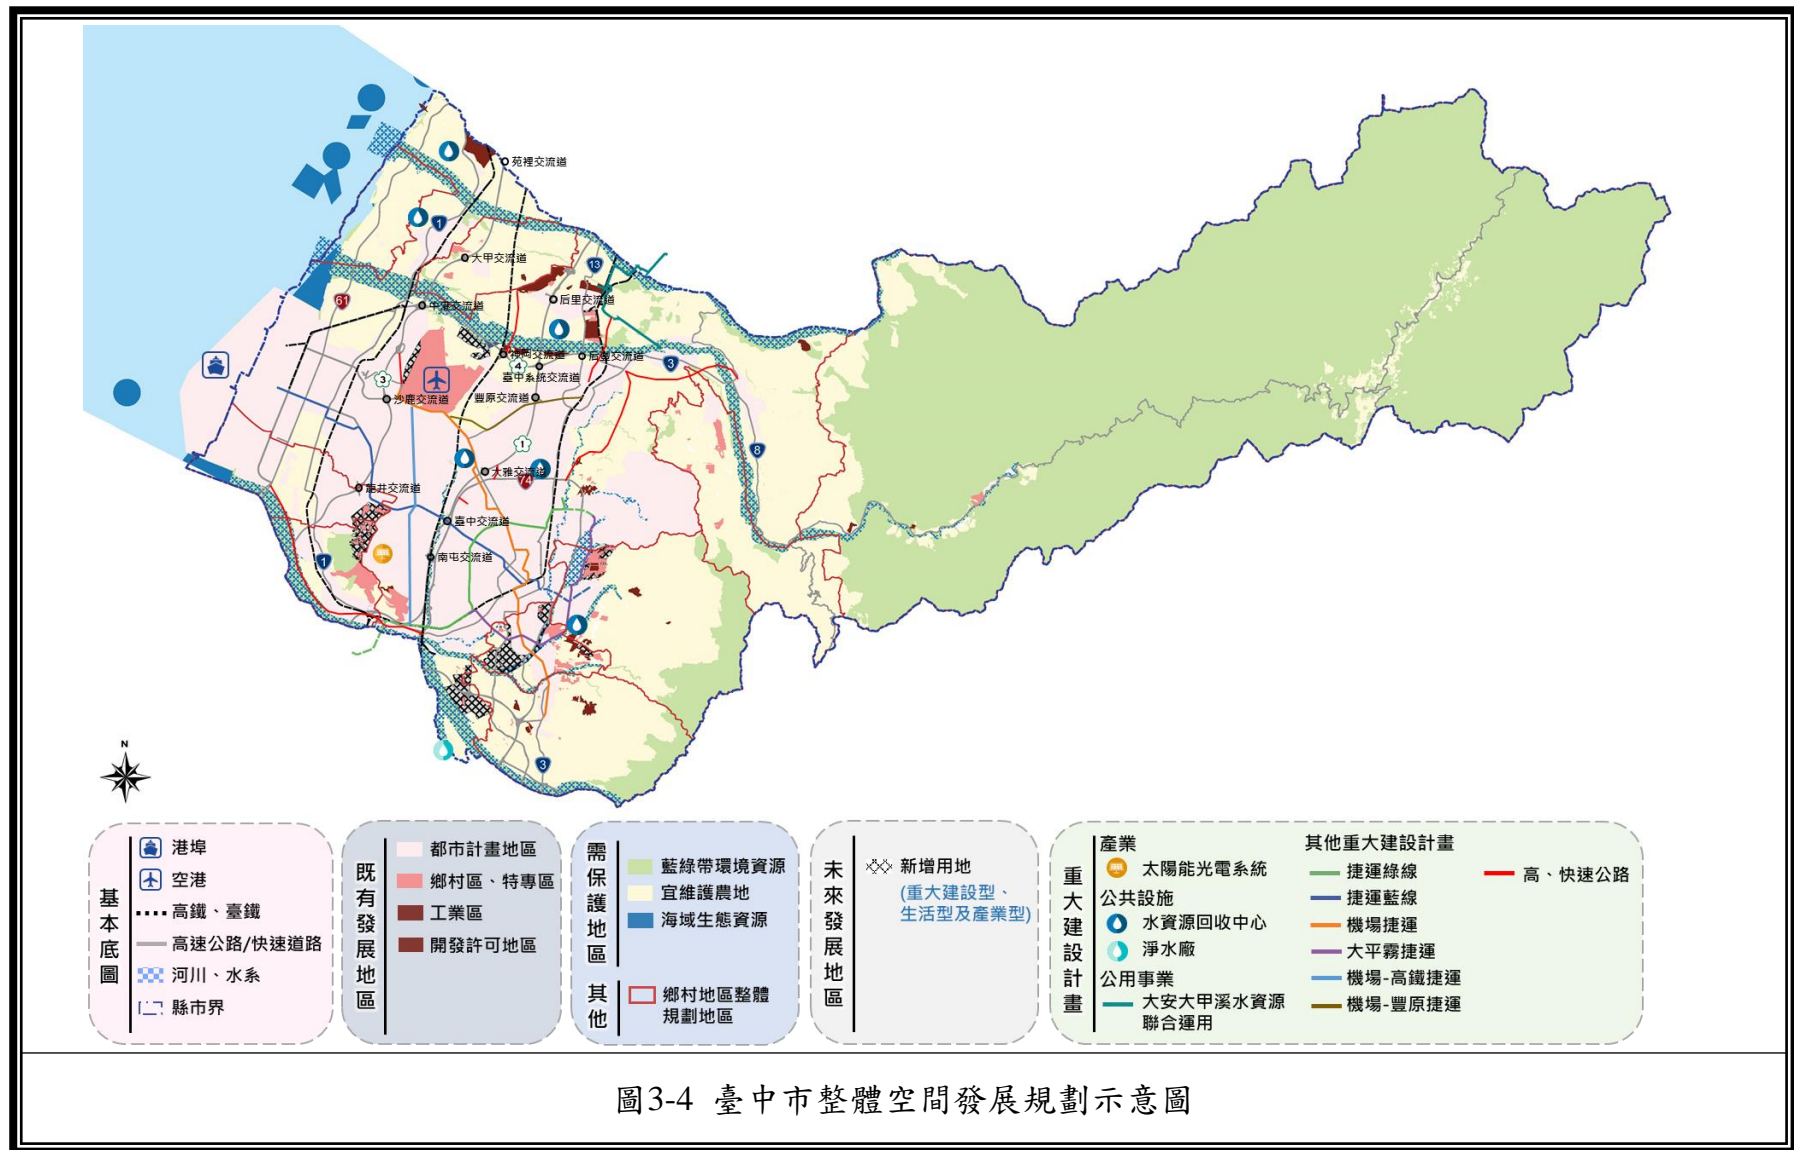 苑裡交流道
1
大甲交流道
13
61
中港交流道
后里交流道
神岡交流道
后豐交流道
3
4
臺中系統交流道
3
沙鹿交流道
豐原交流道
1
8
大雅交流道
74
龍井交流道
臺中交流道
1
南屯交流道
3
N
基本底圖
港埠
空港
高鐵、臺鐵
高速公路/快速道路
河川、水系
縣市界
既有發展地區
都市計畫地區
鄉村區、特專區
工業區
開發許可地區
需保護地區
藍綠帶環境資源
宜維護農地
海域生態資源
其他
鄉村地區整體
規劃地區
未來發展地區
新增用地
(重大建設型、
生活型及產業型)
重大建設計畫
產業
太陽能光電系統
公共設施
水資源回收中心
淨水廠
公用事業
大安大甲溪水資源
聯合運用
其他重大建設計畫
捷運綠線
捷運藍線
機場捷運
大平霧捷運
機場-高鐵捷運
機場-豐原捷運
高、快速公路
圖3-4 臺中市整體空間發展規劃示意圖